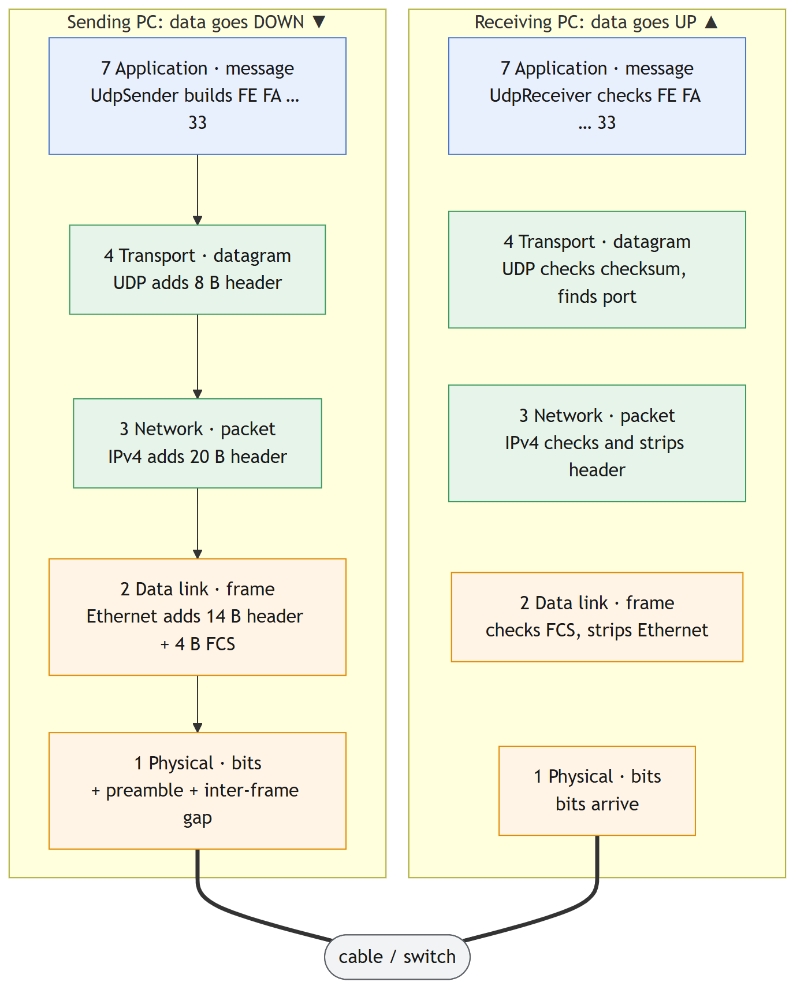 Sending PC: data goes DOWN ▼
7 Application · message
UdpSender builds FE FA ...
33
4 Transport · datagram
UDP adds 8 B header
3 Network · packet
IPv4 adds 20 B header
2 Data link · frame
Ethernet adds 14 B header
+ 4 B FCS
1 Physical · bits
+ preamble + inter-frame
gap
Receiving PC: data goes UP ▲
7 Application · message
UdpReceiver checks FE FA
... 33
4 Transport · datagram
UDP checks checksum,
finds port
3 Network · packet
IPv4 checks and strips
header
2 Data link · frame
checks FCS, strips Ethernet
1 Physical · bits
bits arrive
cable / switch